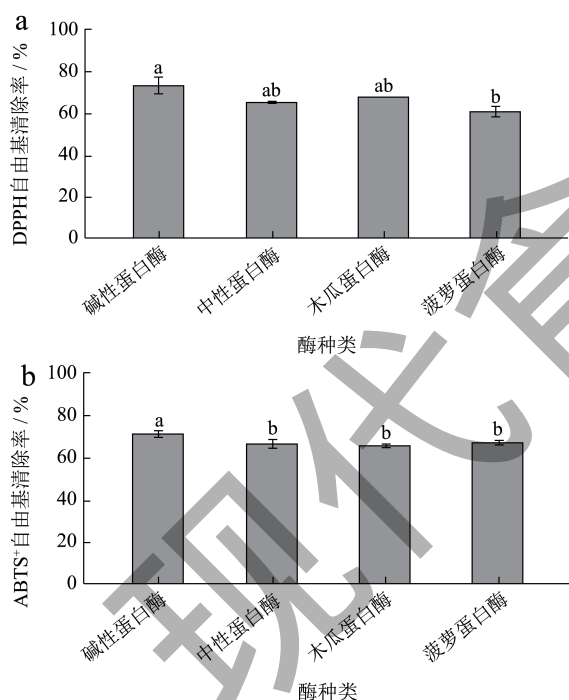 a
DPPH自由基清除率 / %
100
80
60
40
20
0
a
ab
ab
b
碱性蛋白酶
中性蛋白酶
木瓜蛋白酶
菠萝蛋白酶
酶种类
b
ABTS⁺自由基清除率 / %
100
80
60
40
20
0
a
b
b
b
碱性蛋白酶
中性蛋白酶
木瓜蛋白酶
菠萝蛋白酶
酶种类
现代食